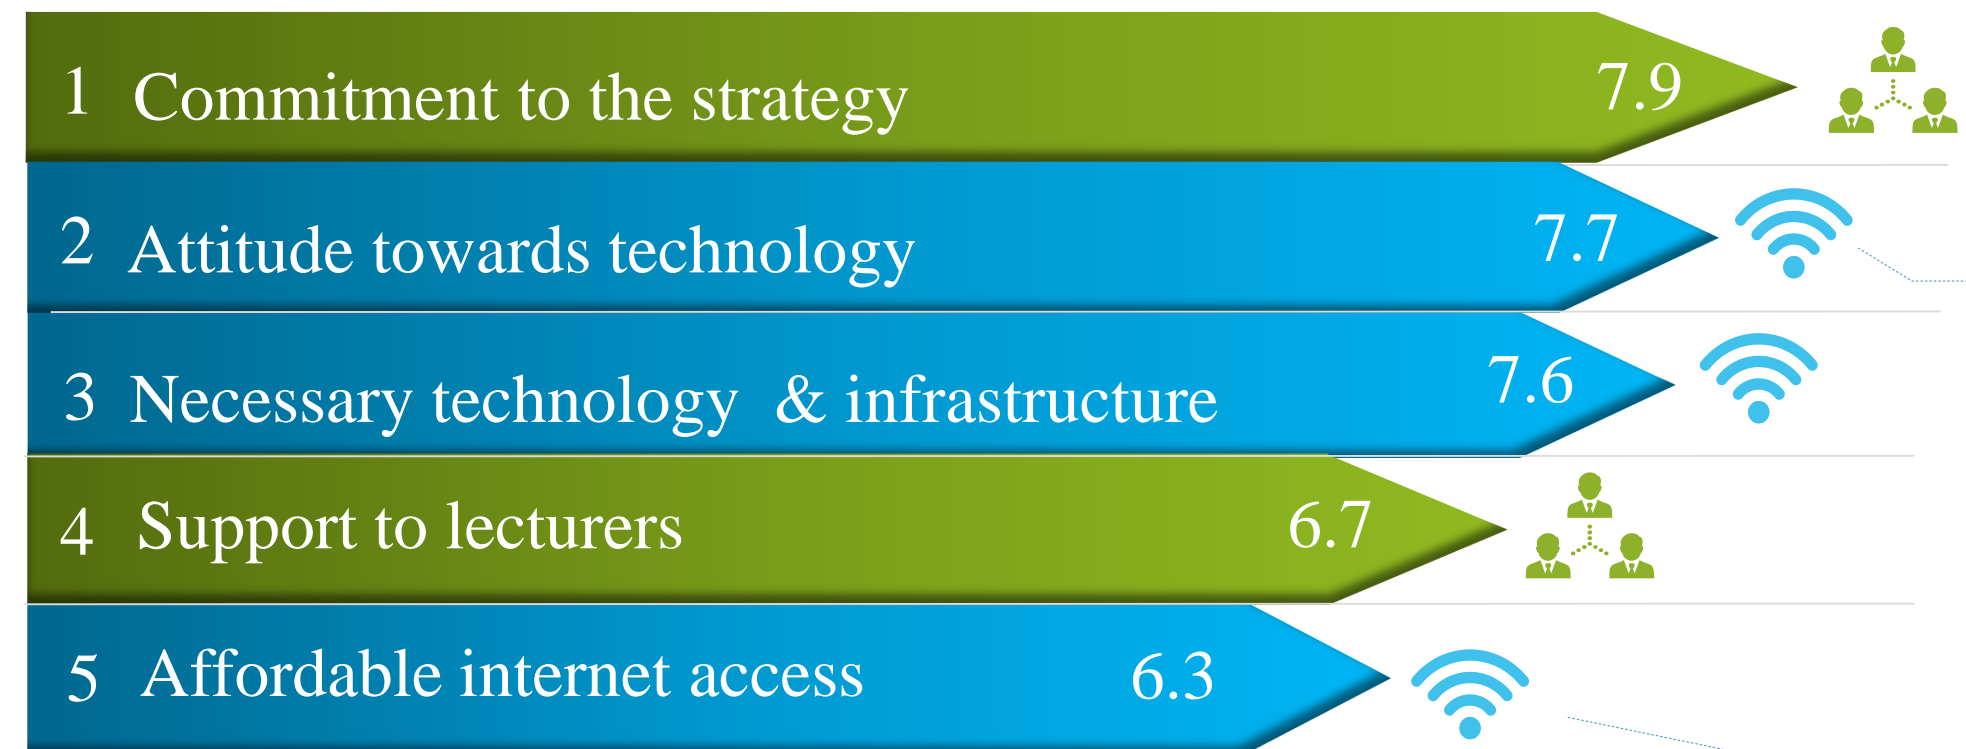 1 Commitment to the strategy 7.9
2 Attitude towards technology 7.7
3 Necessary technology & infrastructure 7.6
4 Support to lecturers 6.7
5 Affordable internet access 6.3